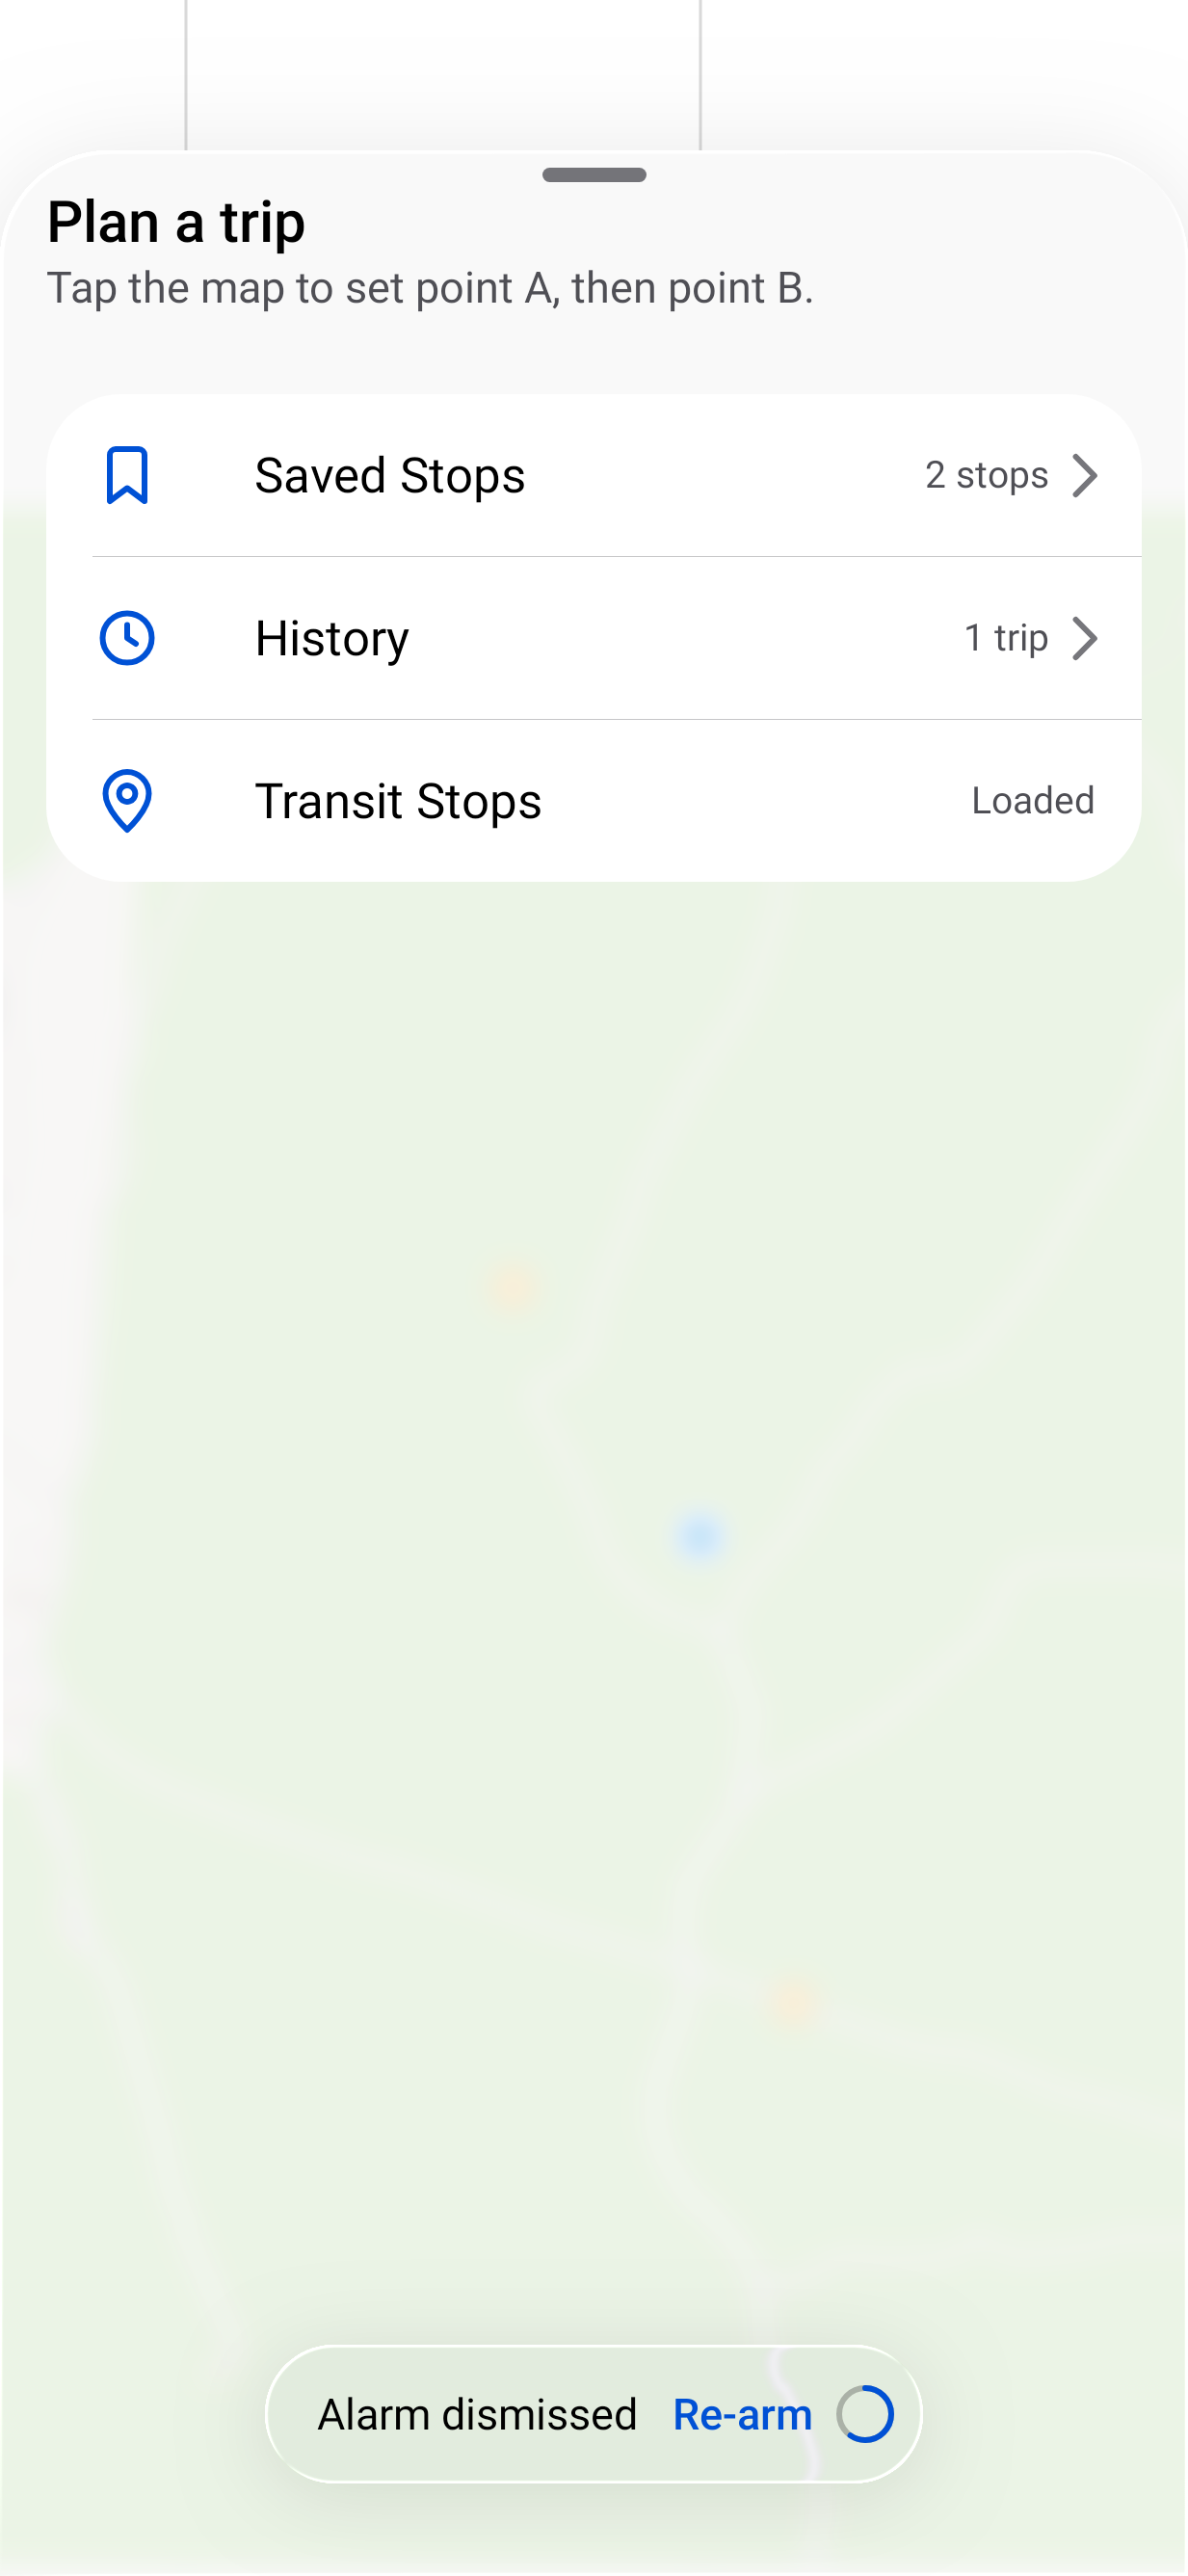 Plan a trip
Tap the map to set point A, then point B.
Saved Stops 2 stops
History 1 trip
Transit Stops Loaded
Alarm dismissed Re-arm